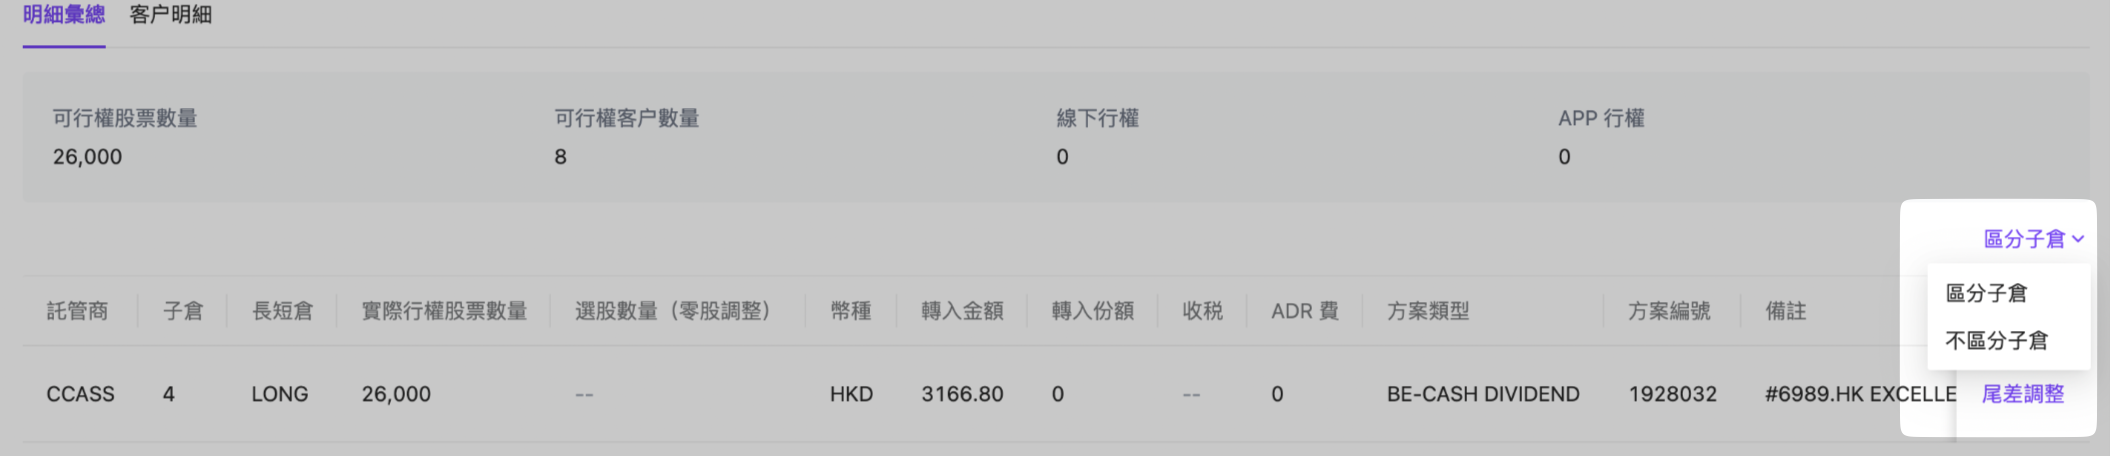 明細彙總 客户明細
可行權股票數量 可行權客户數量 線下行權 APP 行權
26,000 8 0 0
區分子倉
區分子倉
託管商 子倉 長短倉 實際行權股票數量 選股數量（零股調整） 幣種 轉入金額 轉入份額 收税 ADR 費 方案類型 方案編號 備註
不區分子倉
CCASS 4 LONG 26,000 -- HKD 3166.80 0 -- 0 BE-CASH DIVIDEND 1928032 #6989.HK EXCELLE 尾差調整